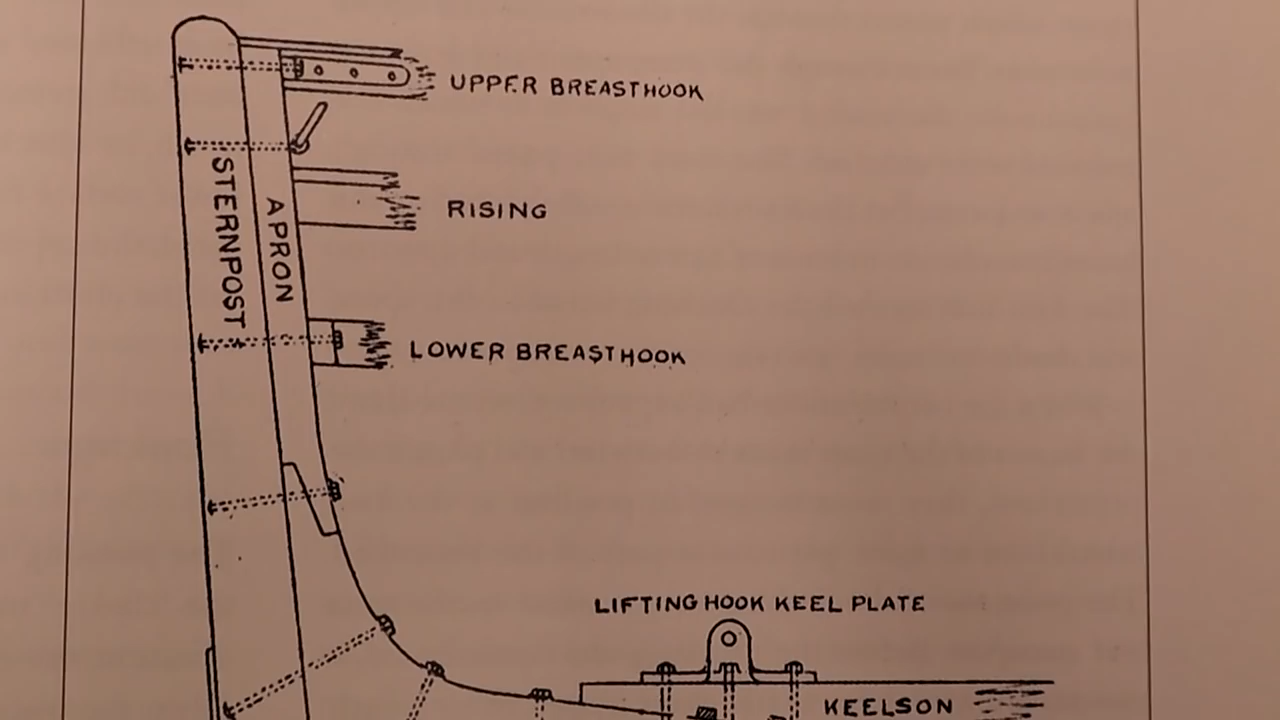 UPPER BREASTHOOK
STERNPOST
APRON
RISING
LOWER BREASTHOOK
LIFTING HOOK KEEL PLATE
KEELSON